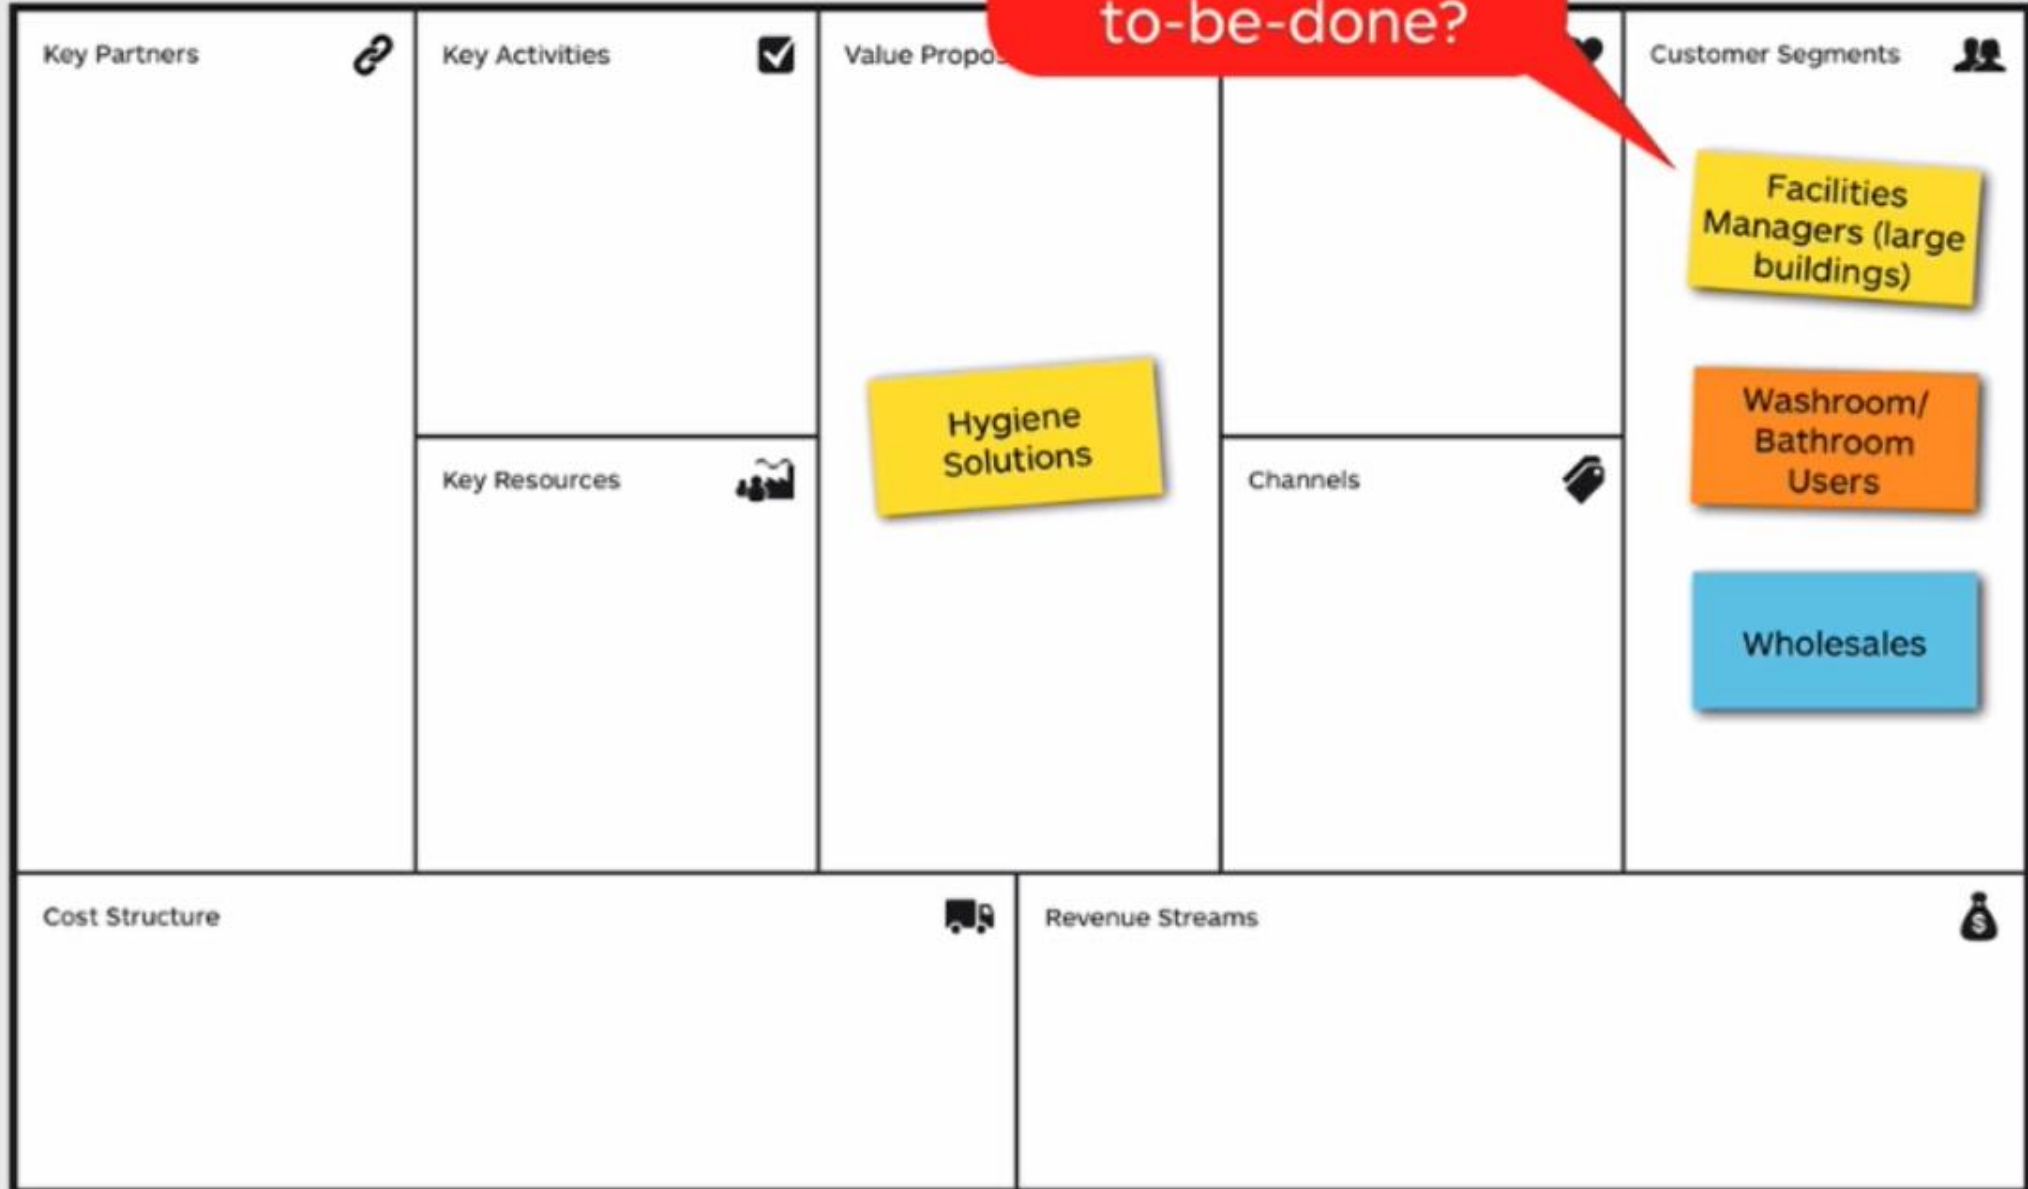 to-be-done?
Key Partners
Key Activities
Value Propos
Customer Segments
Facilities
Managers (large
buildings)
Hygiene
Solutions
Washroom/
Bathroom
Users
Key Resources
Channels
Wholesales
Cost Structure
Revenue Streams
$